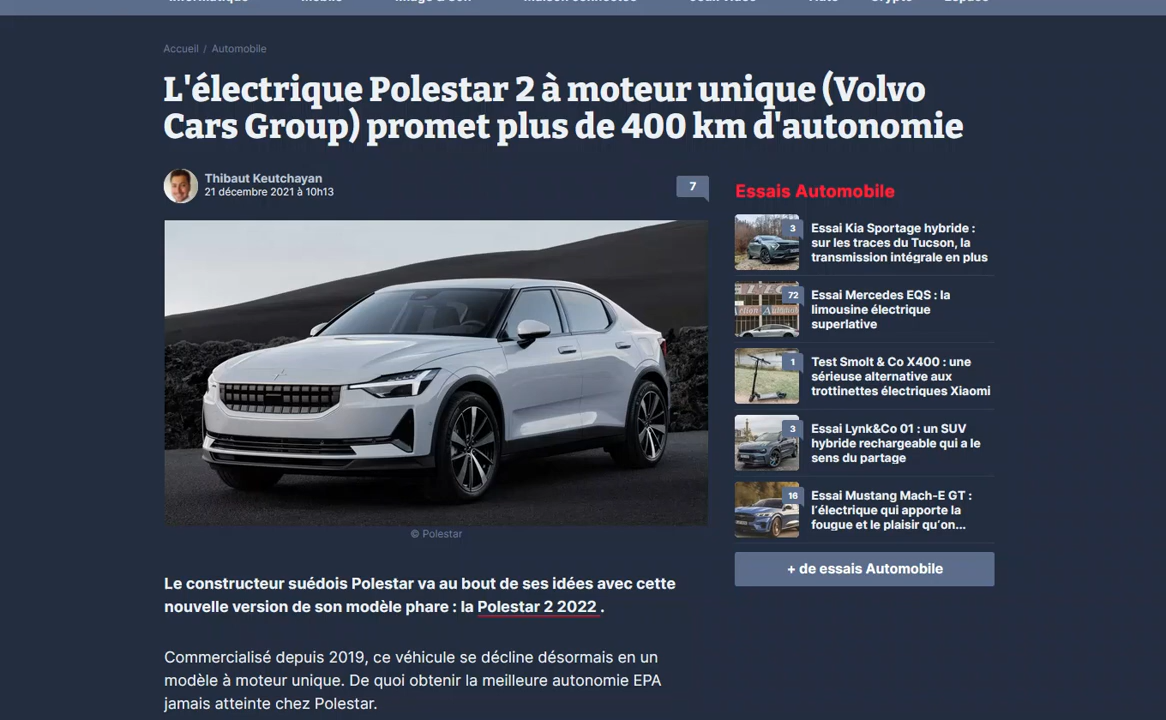 Accueil / Automobile
L'électrique Polestar 2 à moteur unique (Volvo
Cars Group) promet plus de 400 km d'autonomie
Thibaut Keutchayan
21 décembre 2021 à 10h13
7
© Polestar
Le constructeur suédois Polestar va au bout de ses idées avec cette
nouvelle version de son modèle phare : la Polestar 2 2022 .
Commercialisé depuis 2019, ce véhicule se décline désormais en un
modèle à moteur unique. De quoi obtenir la meilleure autonomie EPA
jamais atteinte chez Polestar.
Essais Automobile
3
Essai Kia Sportage hybride :
sur les traces du Tucson, la
transmission intégrale en plus
72
Essai Mercedes EQS : la
limousine électrique
superlative
1
Test Smolt & Co X400 : une
sérieuse alternative aux
trottinettes électriques Xiaomi
3
Essai Lynk&Co 01 : un SUV
hybride rechargeable qui a le
sens du partage
16
Essai Mustang Mach-E GT :
l'électrique qui apporte la
fougue et le plaisir qu'on...
+ de essais Automobile